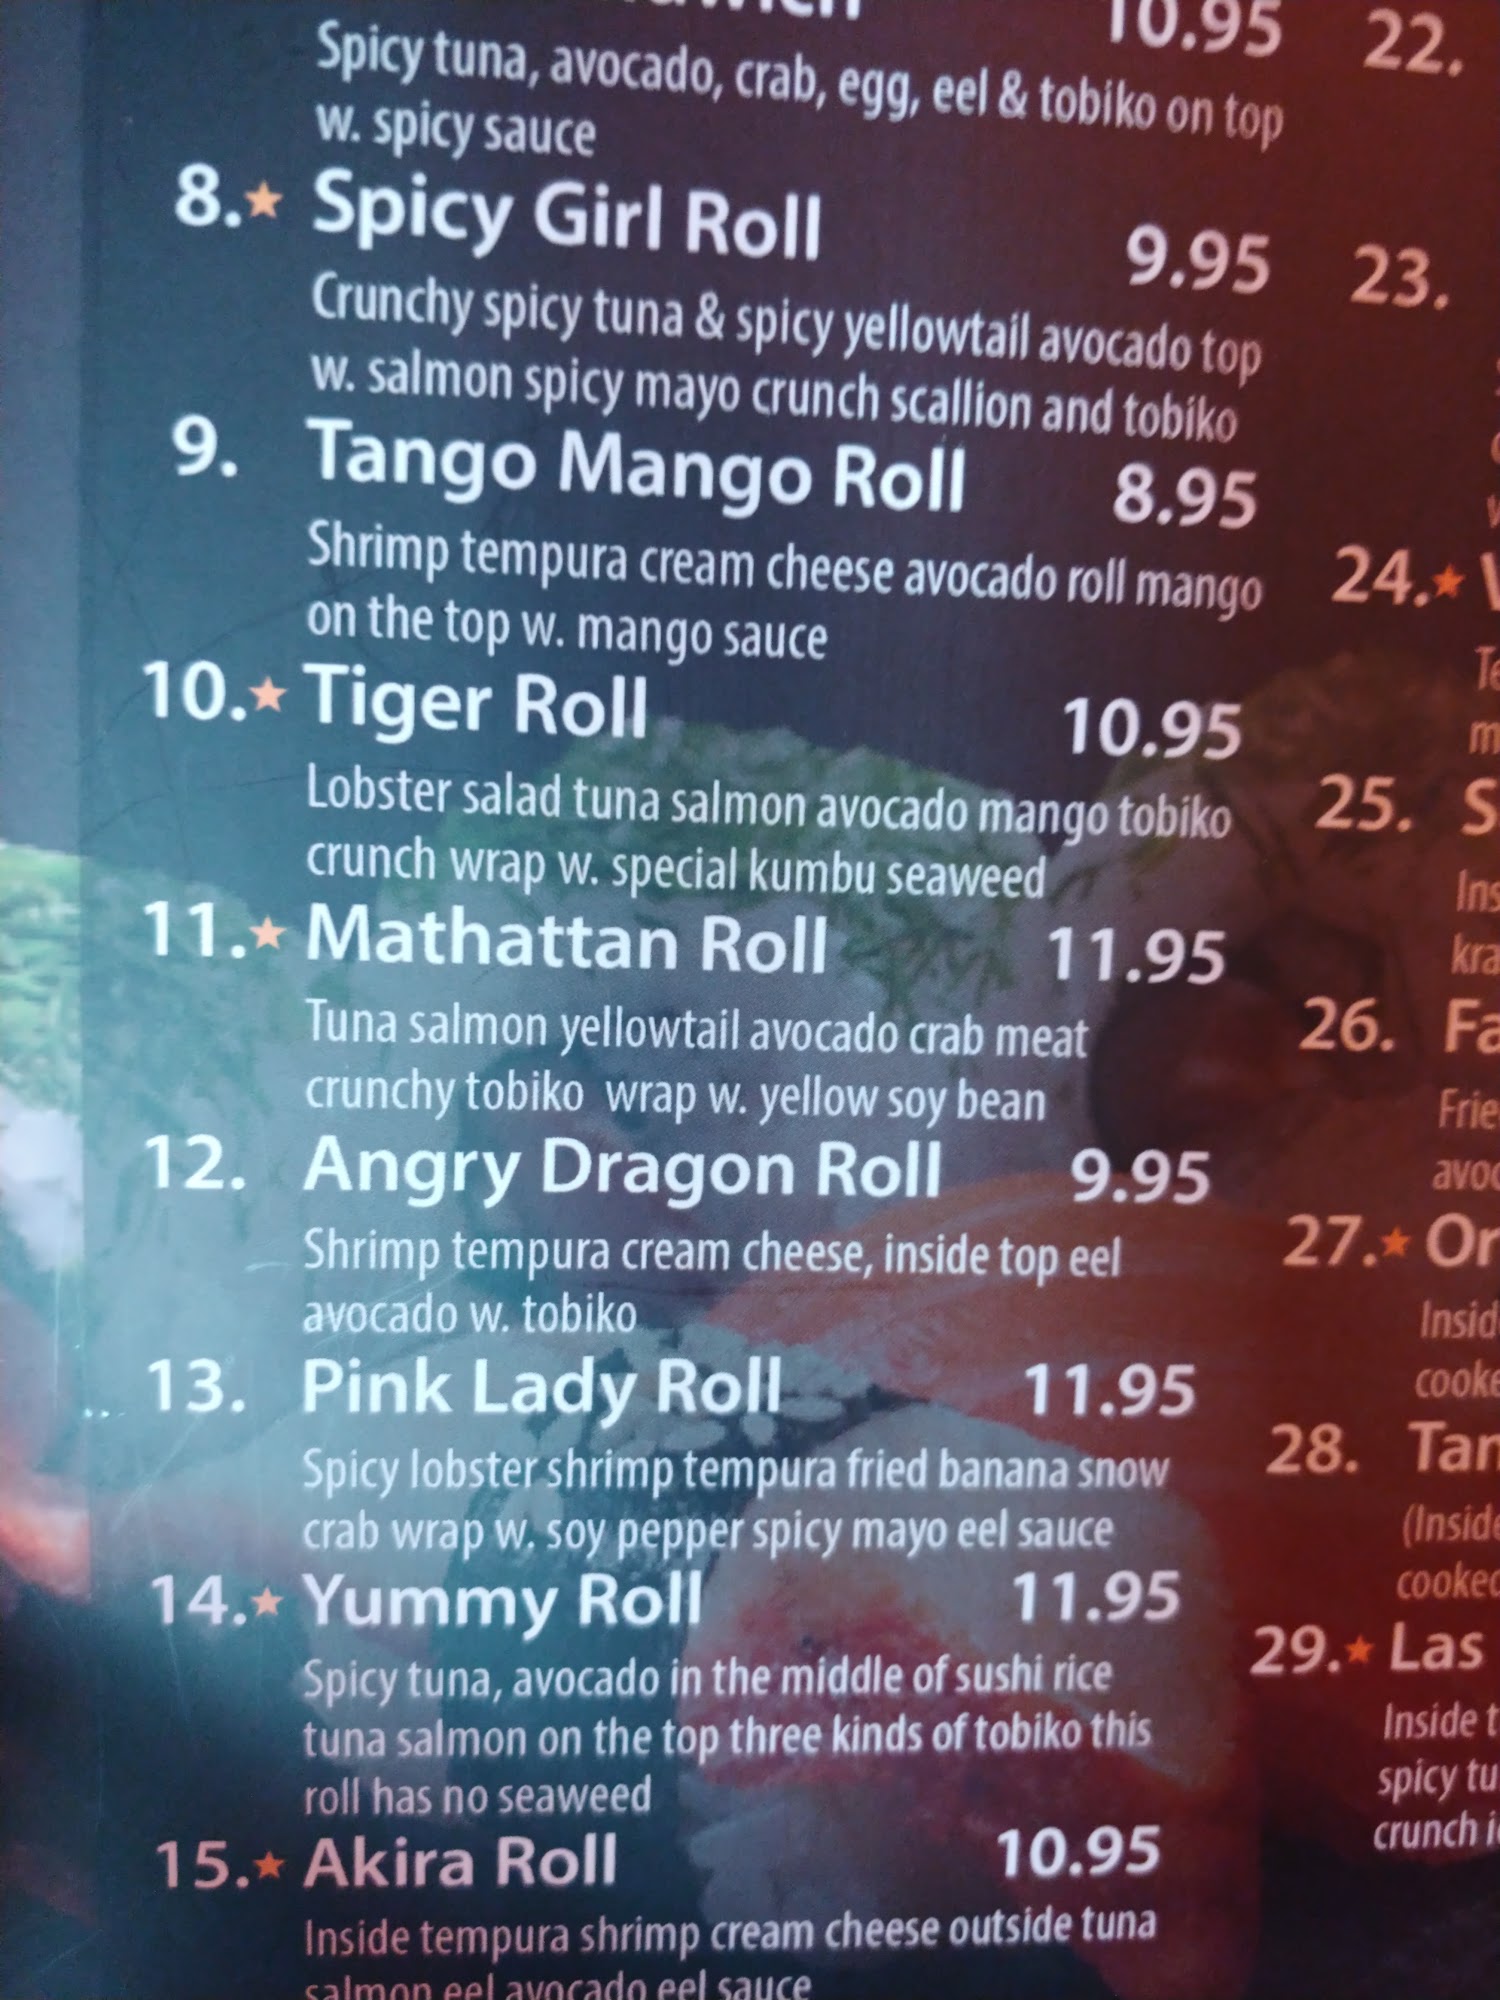 10.95
Spicy tuna, avocado, crab, egg, eel & tobiko on top
w. spicy sauce
8.★ Spicy Girl Roll 9.95
Crunchy spicy tuna & spicy yellowtail avocado top
w. salmon spicy mayo crunch scallion and tobiko
9. Tango Mango Roll 8.95
Shrimp tempura cream cheese avocado roll mango
on the top w. mango sauce
10.★ Tiger Roll 10.95
Lobster salad tuna salmon avocado mango tobiko
crunch wrap w. special kumbu seaweed
11.★ Mathattan Roll 11.95
Tuna salmon yellowtail avocado crab meat
crunchy tobiko wrap w. yellow soy bean
12. Angry Dragon Roll 9.95
Shrimp tempura cream cheese, inside top eel
avocado w. tobiko
13. Pink Lady Roll 11.95
Spicy lobster shrimp tempura fried banana snow
crab wrap w. soy pepper spicy mayo eel sauce
14.★ Yummy Roll 11.95
Spicy tuna, avocado in the middle of sushi rice
tuna salmon on the top three kinds of tobiko this
roll has no seaweed
15.★ Akira Roll 10.95
Inside tempura shrimp cream cheese outside tuna
salmon eel avocado eel sauce
22.
23.
24.★
25.
26.
27.★
28.
29.★ Las
Inside
spicy
crunch